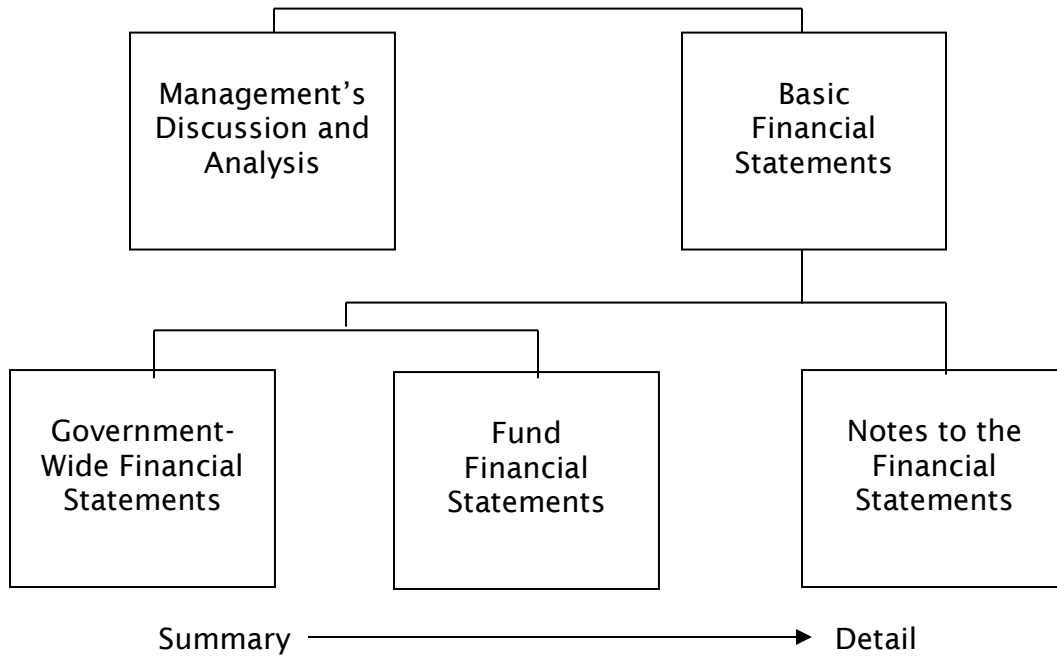 Management’s
Discussion and
Analysis
Basic
Financial
Statements
Government-
Wide Financial
Statements
Fund
Financial
Statements
Notes to the
Financial
Statements
Summary
Detail